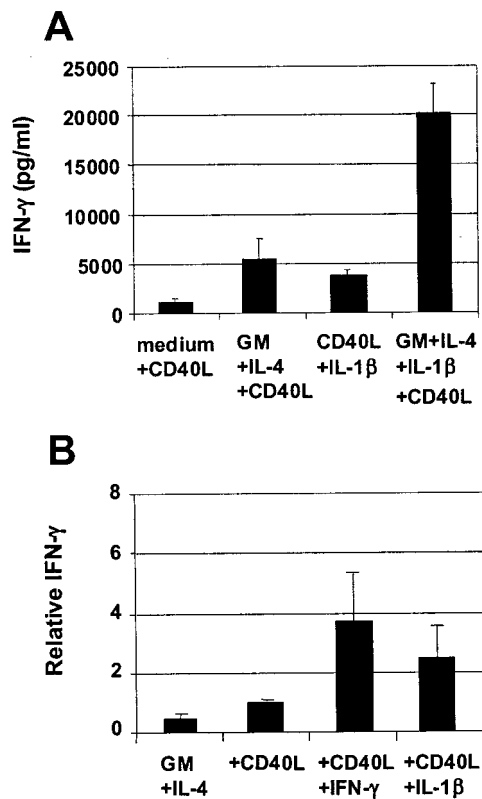 A
IFN-γ (pg/ml)
25000
20000
15000
10000
5000
0
medium
+CD40L
GM
+IL-4
+CD40L
CD40L
+IL-1β
GM+IL-4
+IL-1β
+CD40L
B
Relative IFN-γ
8
6
4
2
0
GM
+IL-4
+CD40L
+CD40L
+IFN-γ
+CD40L
+IL-1β